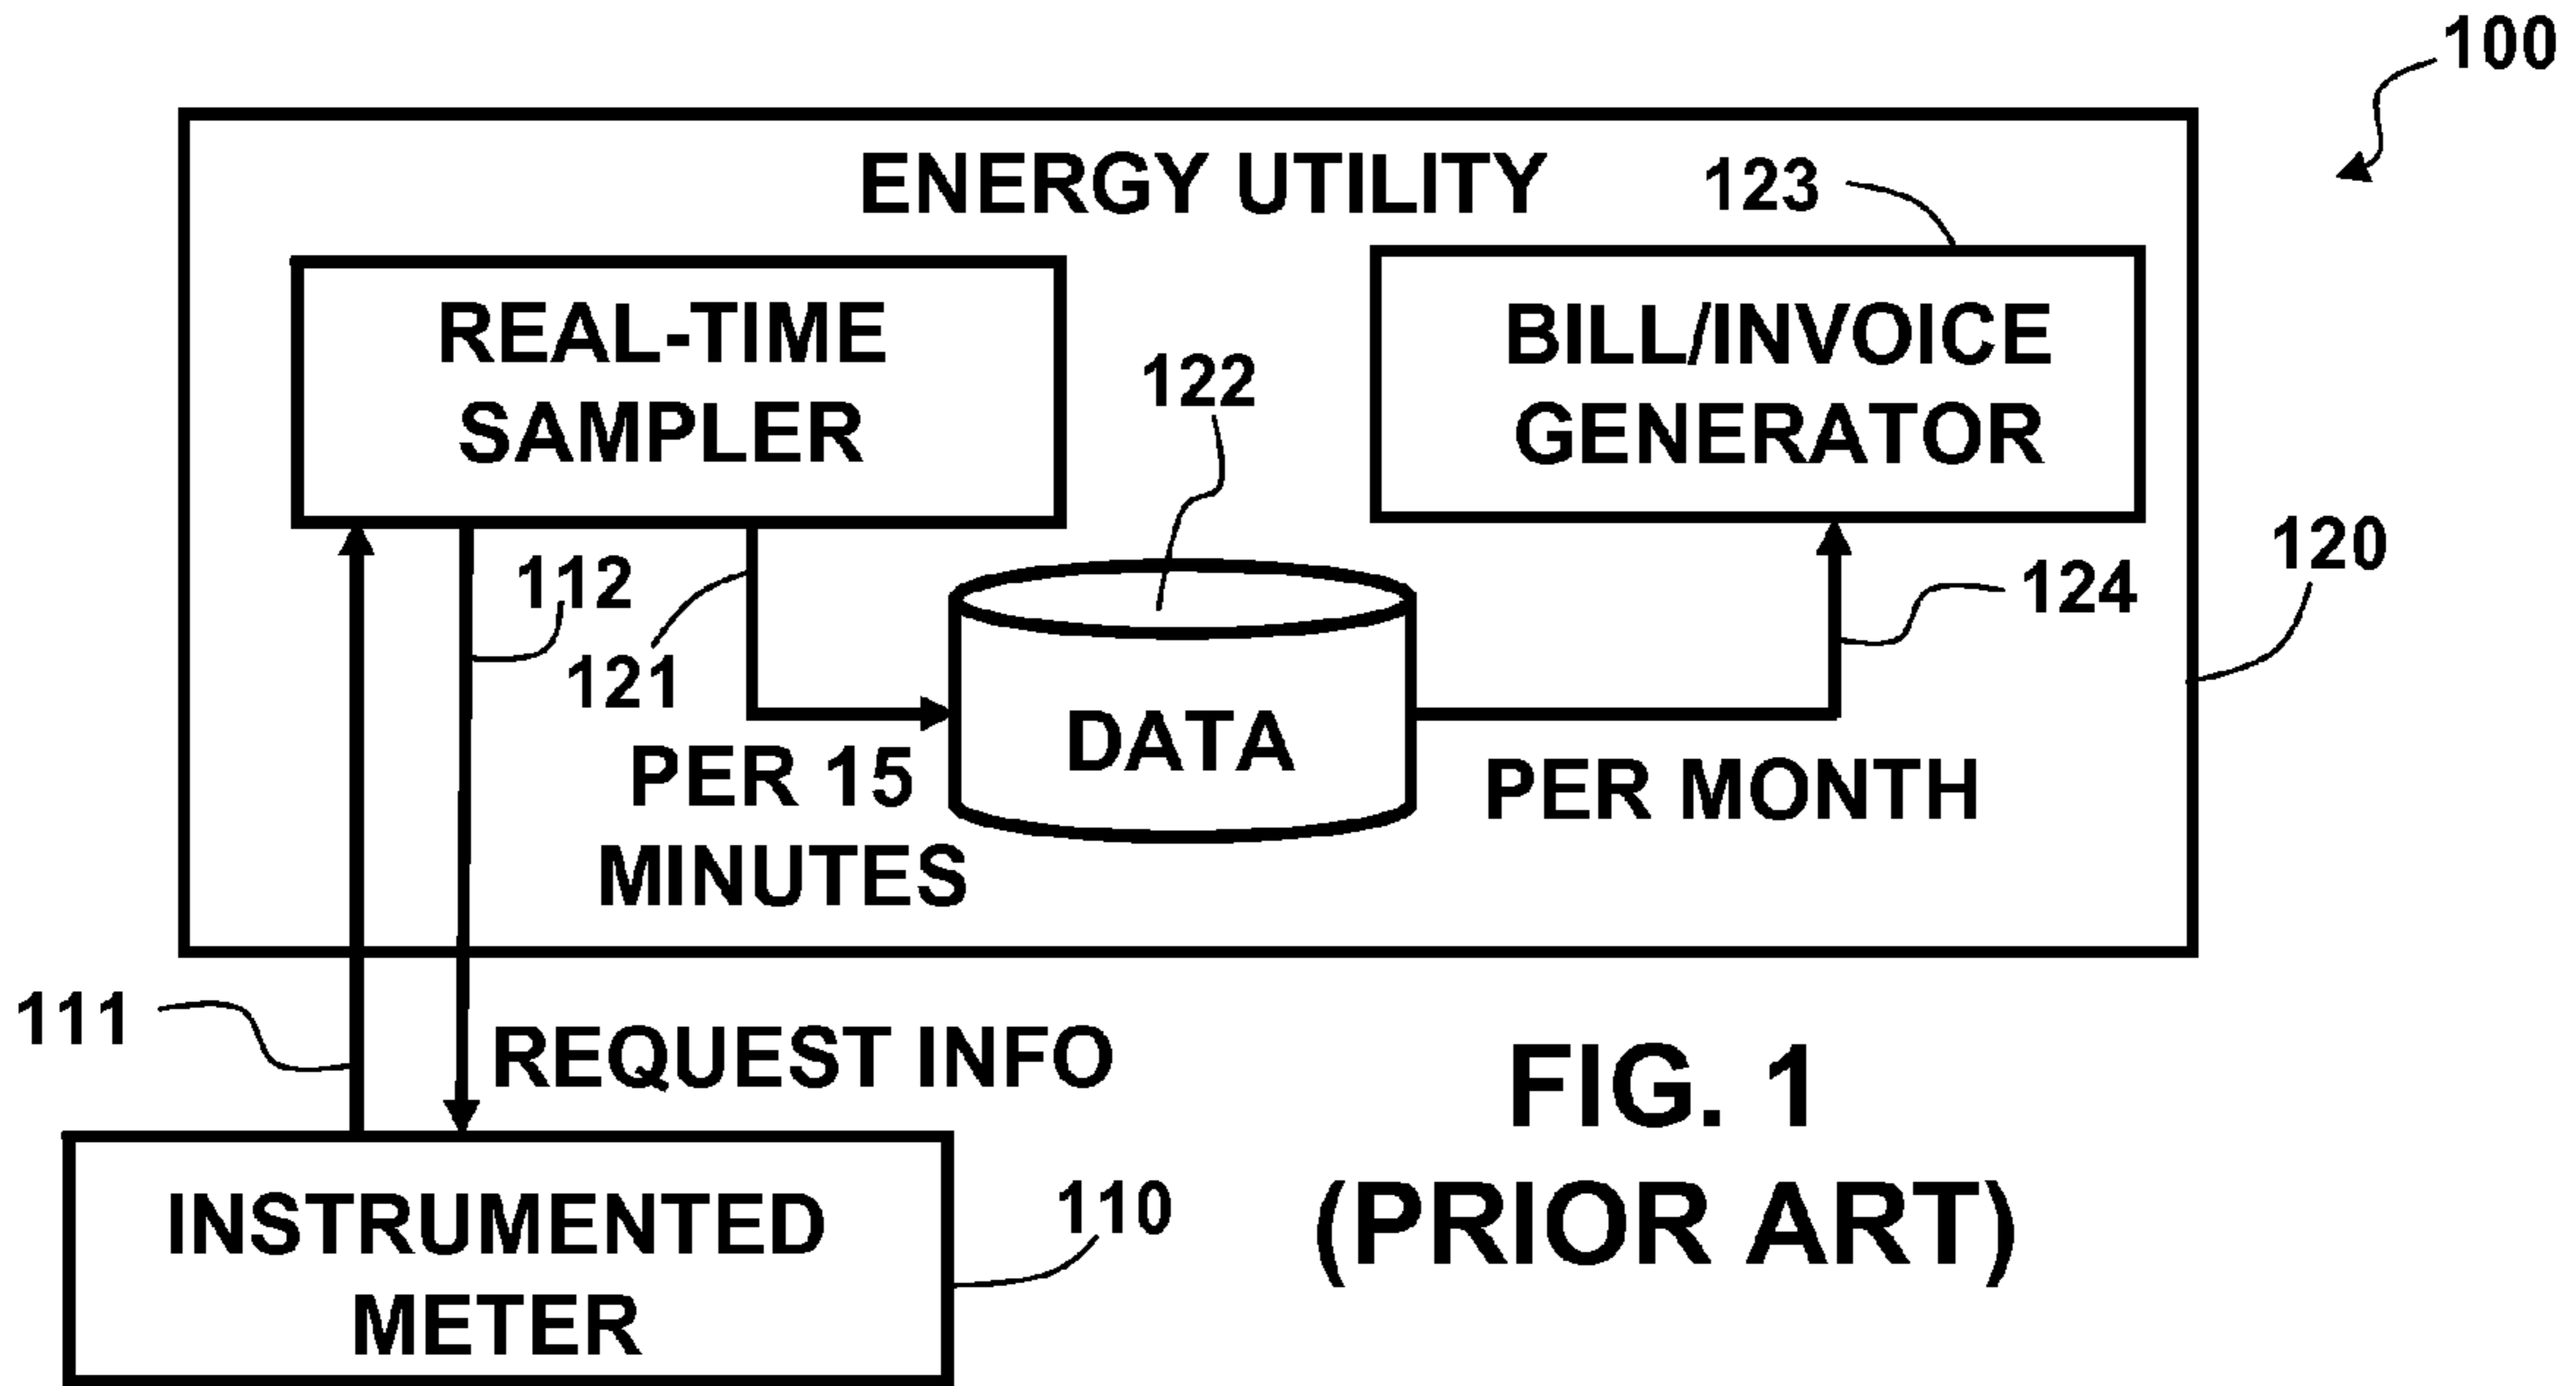 100
ENERGY UTILITY
123
REAL-TIME
SAMPLER
BILL/INVOICE
GENERATOR
122
112
121
120
124
DATA
PER 15
MINUTES
PER MONTH
111
REQUEST INFO
INSTRUMENTED
METER
110
FIG. 1
(PRIOR ART)